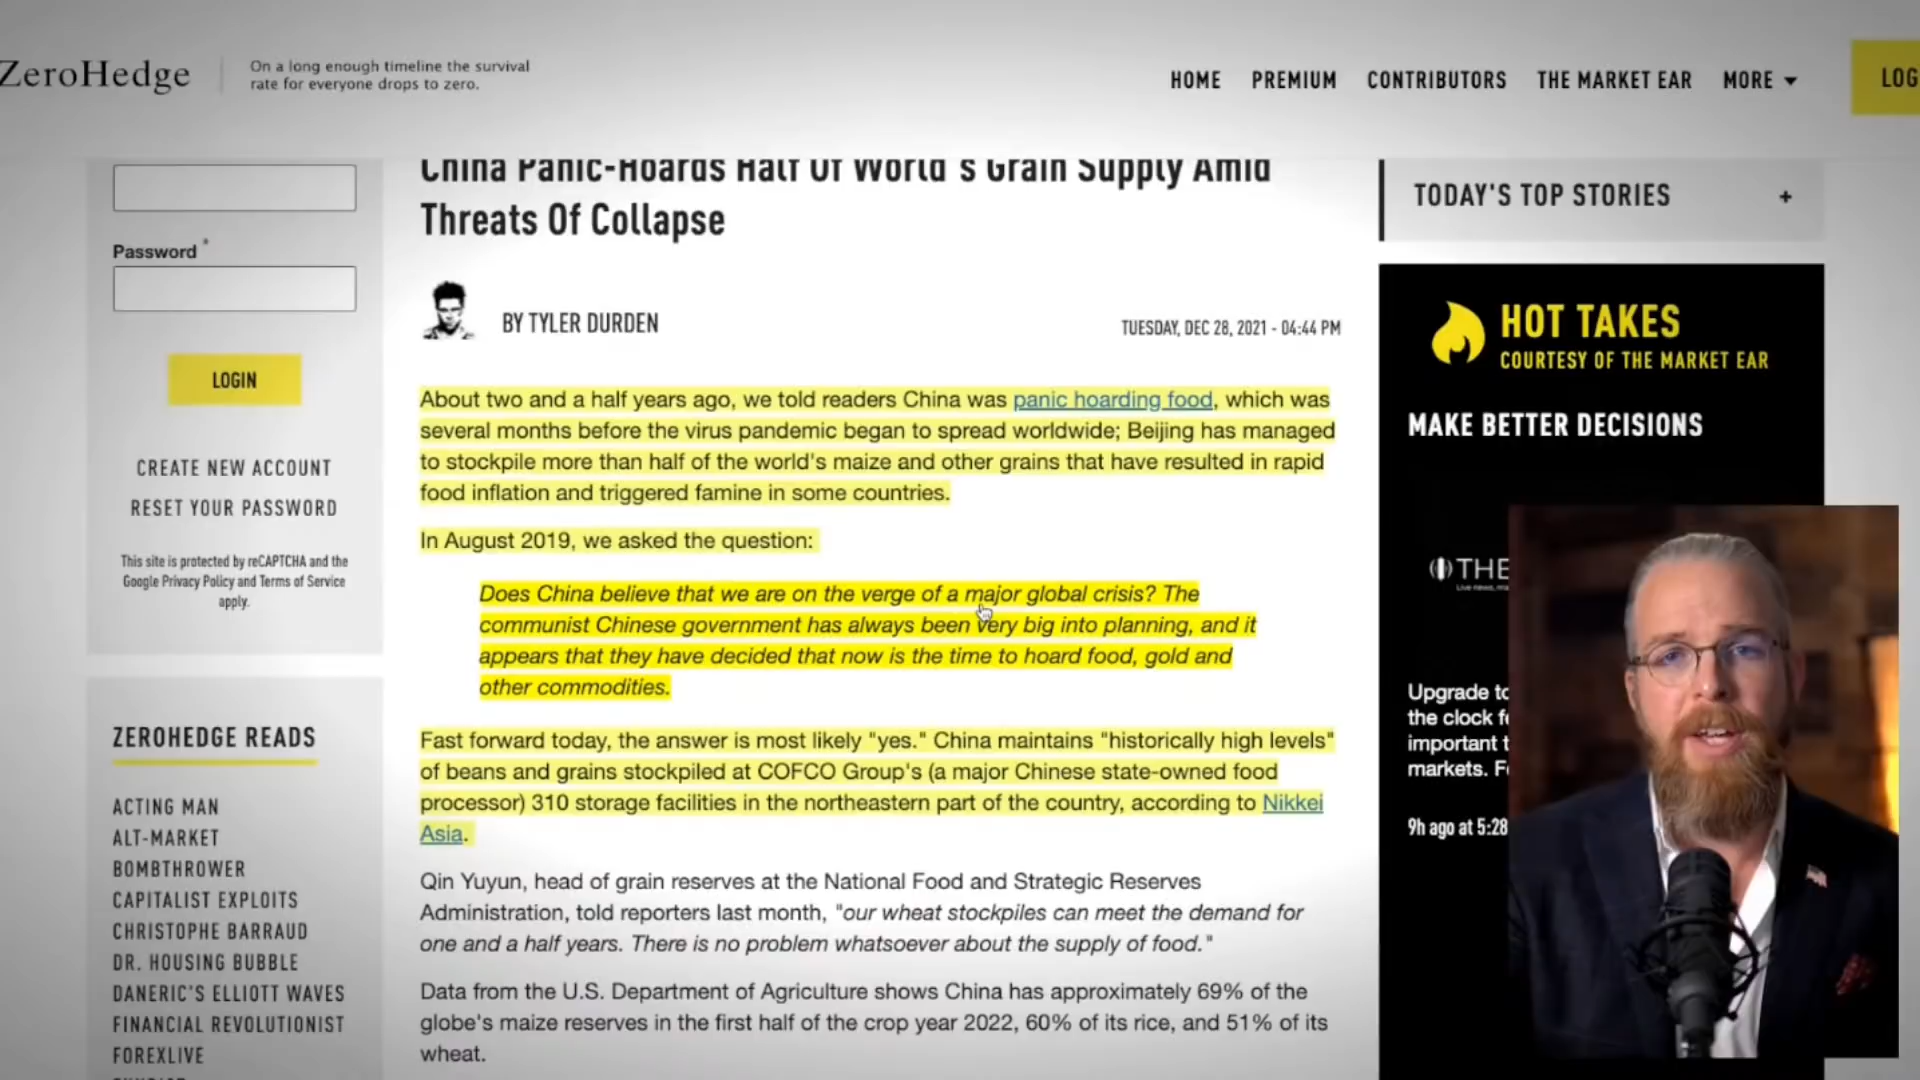 ZeroHedge
On a long enough timeline the survival
rate for everyone drops to zero.
HOME PREMIUM CONTRIBUTORS THE MARKET EAR MORE
LOG
China Panic-Hoards Half Of World's Grain Supply Amid
Threats Of Collapse
BY TYLER DURDEN
TUESDAY, DEC 28, 2021 - 04:44 PM
About two and a half years ago, we told readers China was panic hoarding food, which was
several months before the virus pandemic began to spread worldwide; Beijing has managed
to stockpile more than half of the world's maize and other grains that have resulted in rapid
food inflation and triggered famine in some countries.
In August 2019, we asked the question:
Does China believe that we are on the verge of a major global crisis? The
communist Chinese government has always been very big into planning, and it
appears that they have decided that now is the time to hoard food, gold and
other commodities.
Fast forward today, the answer is most likely "yes." China maintains "historically high levels"
of beans and grains stockpiled at COFCO Group's (a major Chinese state-owned food
processor) 310 storage facilities in the northeastern part of the country, according to Nikkei
Asia.
Qin Yuyun, head of grain reserves at the National Food and Strategic Reserves
Administration, told reporters last month, "our wheat stockpiles can meet the demand for
one and a half years. There is no problem whatsoever about the supply of food."
Data from the U.S. Department of Agriculture shows China has approximately 69% of the
globe's maize reserves in the first half of the crop year 2022, 60% of its rice, and 51% of its
wheat.
Password *
LOGIN
CREATE NEW ACCOUNT
RESET YOUR PASSWORD
This site is protected by reCAPTCHA and the
Google Privacy Policy and Terms of Service
apply.
ZEROHEDGE READS
ACTING MAN
ALT-MARKET
BOMBTHROWER
CAPITALIST EXPLOITS
CHRISTOPHE BARRAUD
DR. HOUSING BUBBLE
DANERIC'S ELLIOTT WAVES
FINANCIAL REVOLUTIONIST
FOREXLIVE
TODAY'S TOP STORIES +
HOT TAKES
COURTESY OF THE MARKET EAR
MAKE BETTER DECISIONS
THE
Upgrade to
the clock f
important t
markets. F
9h ago at 5:28